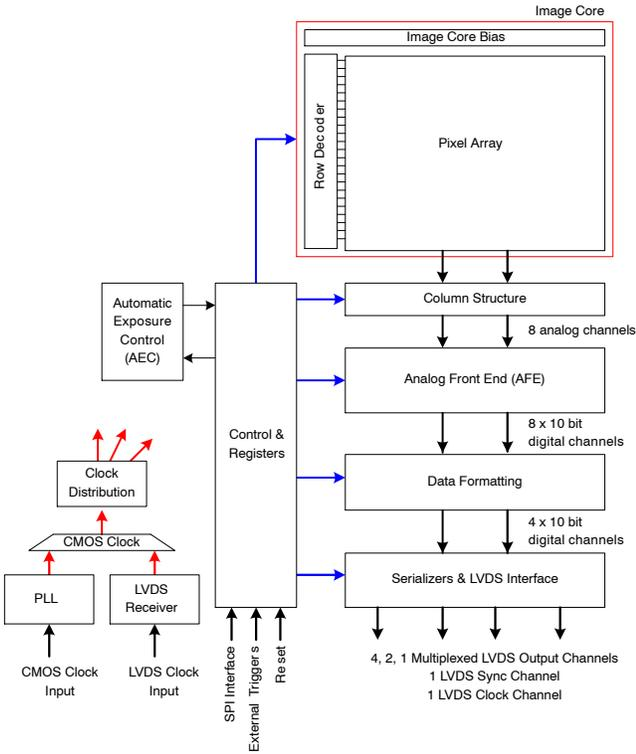 Image Core
Image Core Bias
Row Decoder
Pixel Array
Automatic
Exposure
Control
(AEC)
Column Structure
8 analog channels
Analog Front End (AFE)
Control &
Registers
8 x 10 bit
digital channels
Clock
Distribution
Data Formatting
4 x 10 bit
digital channels
CMOS Clock
PLL
LVDS
Receiver
Serializers & LVDS Interface
CMOS Clock
Input
LVDS Clock
Input
SPI Interface
External Triggers
Reset
4, 2, 1 Multiplexed LVDS Output Channels
1 LVDS Sync Channel
1 LVDS Clock Channel